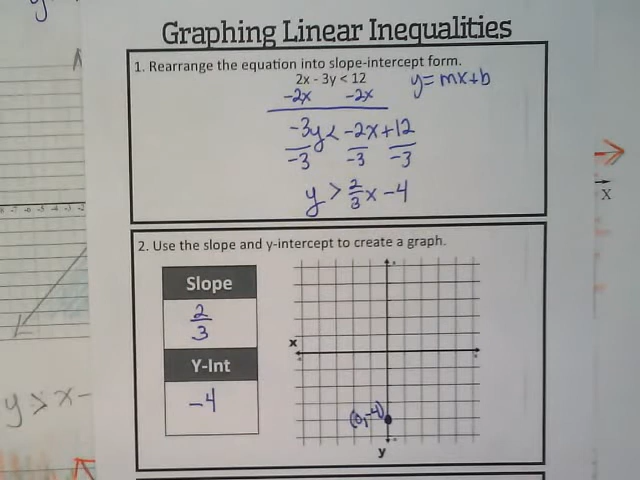 Graphing Linear Inequalities
1. Rearrange the equation into slope-intercept form.
2x - 3y < 12
y = mx+b
-2x -2x
-3y < -2x+12
-3 -3 -3
y > 2/3 x - 4
2. Use the slope and y-intercept to create a graph.
Slope
2/3
Y-Int
-4
x
(0,-4)
y
y > x -
x